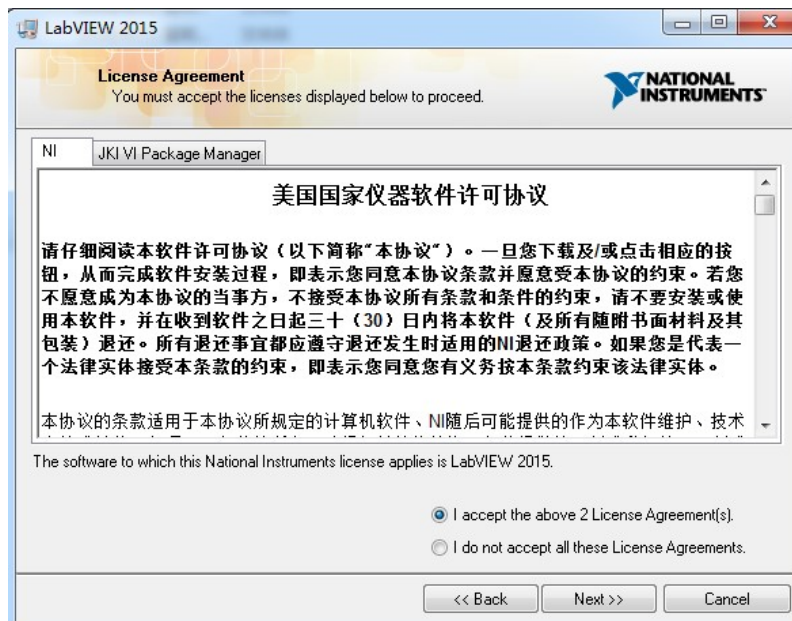 LabVIEW 2015
License Agreement
You must accept the licenses displayed below to proceed.
NATIONAL
INSTRUMENTS™
NI
JKI VI Package Manager
美国国家仪器软件许可协议
请仔细阅读本软件许可协议（以下简称"本协议"）。一旦您下载及/或点击相应的按
钮，从而完成软件安装过程，即表示您同意本协议条款并愿意受本协议的约束。若您
不愿意成为本协议的当事方，不接受本协议所有条款和条件的约束，请不要安装或使
用本软件，并在收到软件之日起三十（30）日内将本软件（及所有随附书面材料及其
包装）退还。所有退还事宜都应遵守退还发生时适用的NI退还政策。如果您是代表一
个法律实体接受本条款的约束，即表示您同意您有义务按本条款约束该法律实体。
本协议的条款适用于本协议所规定的计算机软件、NI随后可能提供的作为本软件维护、技术
The software to which this National Instruments license applies is LabVIEW 2015.
I accept the above 2 License Agreement(s).
I do not accept all these License Agreements.
<< Back
Next >>
Cancel